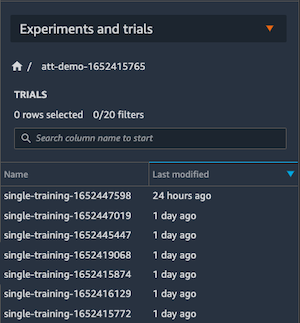 Experiments and trials
/ att-demo-1652415765
TRIALS
0 rows selected 0/20 filters
Search column name to start
Name Last modified
single-training-1652447598 24 hours ago
single-training-1652447019 1 day ago
single-training-1652445447 1 day ago
single-training-1652419068 1 day ago
single-training-1652415874 1 day ago
single-training-1652416129 1 day ago
single-training-1652415772 1 day ago